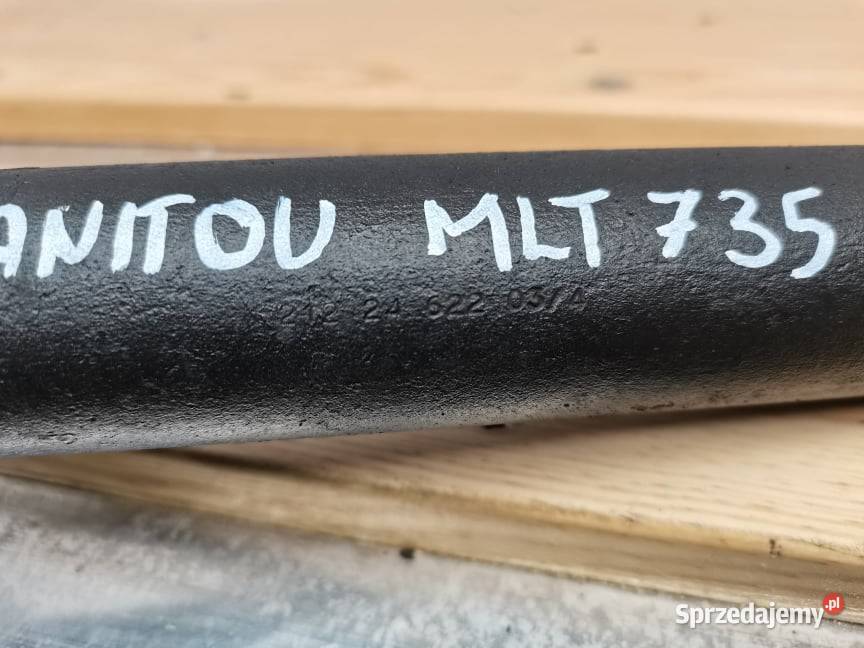 ANITOU MLT 735
212 24 622 03/4
Sprzedajemy.pl